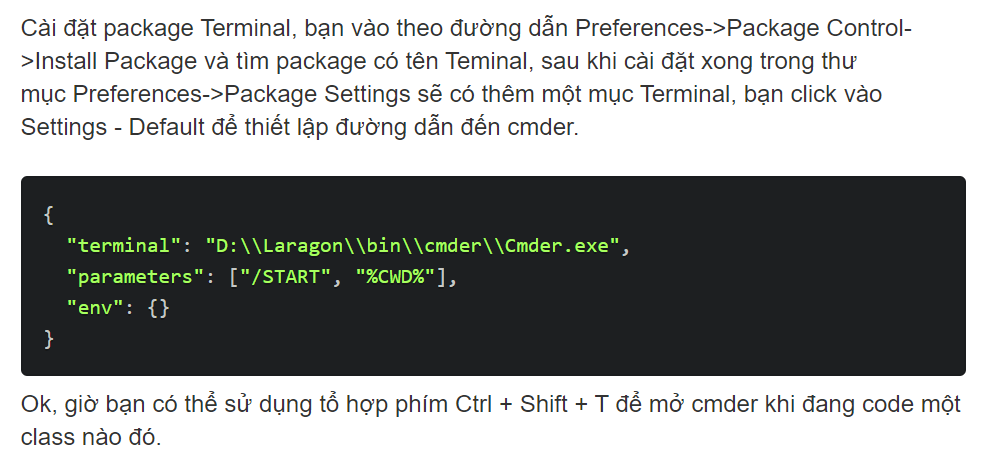 Cài đặt package Terminal, bạn vào theo đường dẫn Preferences->Package Control-
>Install Package và tìm package có tên Teminal, sau khi cài đặt xong trong thư
mục Preferences->Package Settings sẽ có thêm một mục Terminal, bạn click vào
Settings - Default để thiết lập đường dẫn đến cmder.
{
"terminal": "D:\\Laragon\\bin\\cmder\\Cmder.exe",
"parameters": ["/START", "%CWD%"],
"env": {}
}
Ok, giờ bạn có thể sử dụng tổ hợp phím Ctrl + Shift + T để mở cmder khi đang code một
class nào đó.